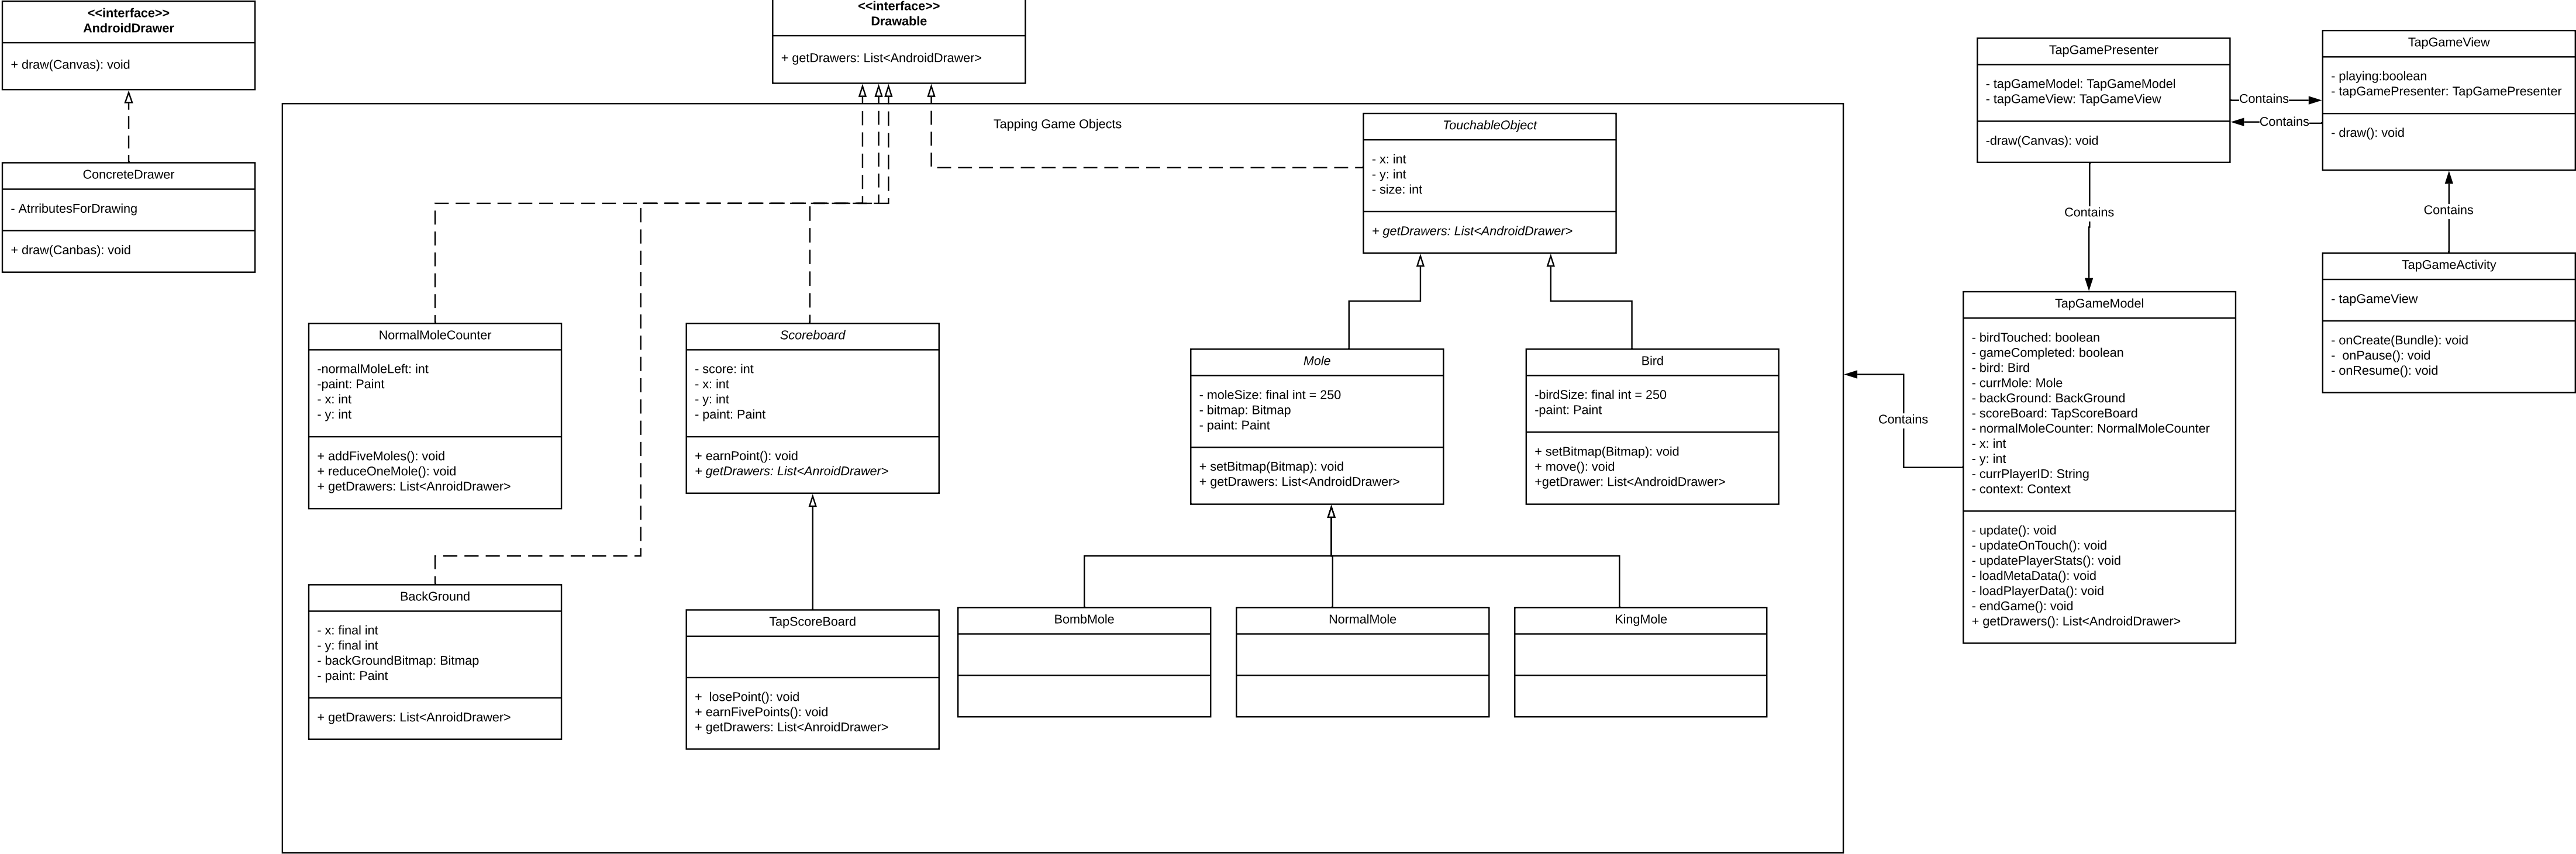 <<interface>>
AndroidDrawer
+ draw(Canvas): void
ConcreteDrawer
- AtrributesForDrawing
+ draw(Canbas): void
<<interface>>
Drawable
+ getDrawers: List<AndroidDrawer>
Tapping Game Objects
TouchableObject
- x: int
- y: int
- size: int
+ getDrawers: List<AndroidDrawer>
NormalMoleCounter
-normalMoleLeft: int
-paint: Paint
- x: int
- y: int
+ addFiveMoles(): void
+ reduceOneMole(): void
+ getDrawers: List<AnroidDrawer>
Scoreboard
- score: int
- x: int
- y: int
- paint: Paint
+ earnPoint(): void
+ getDrawers: List<AnroidDrawer>
Mole
- moleSize: final int = 250
- bitmap: Bitmap
- paint: Paint
+ setBitmap(Bitmap): void
+ getDrawers: List<AndroidDrawer>
Bird
-birdSize: final int = 250
-paint: Paint
+ setBitmap(Bitmap): void
+ move(): void
+getDrawer: List<AndroidDrawer>
BackGround
- x: final int
- y: final int
- backGroundBitmap: Bitmap
- paint: Paint
+ getDrawers: List<AnroidDrawer>
TapScoreBoard
+  losePoint(): void
+ earnFivePoints(): void
+ getDrawers: List<AnroidDrawer>
BombMole
NormalMole
KingMole
TapGamePresenter
- tapGameModel: TapGameModel
- tapGameView: TapGameView
-draw(Canvas): void
Contains
Contains
TapGameView
- playing:boolean
- tapGamePresenter: TapGamePresenter
- draw(): void
Contains
Contains
TapGameActivity
- tapGameView
- onCreate(Bundle): void
-  onPause(): void
- onResume(): void
Contains
TapGameModel
- birdTouched: boolean
- gameCompleted: boolean
- bird: Bird
- currMole: Mole
- backGround: BackGround
- scoreBoard: TapScoreBoard
- normalMoleCounter: NormalMoleCounter
- x: int
- y: int
- currPlayerID: String
- context: Context
- update(): void
- updateOnTouch(): void
- updatePlayerStats(): void
- loadMetaData(): void
- loadPlayerData(): void
- endGame(): void
+ getDrawers(): List<AndroidDrawer>